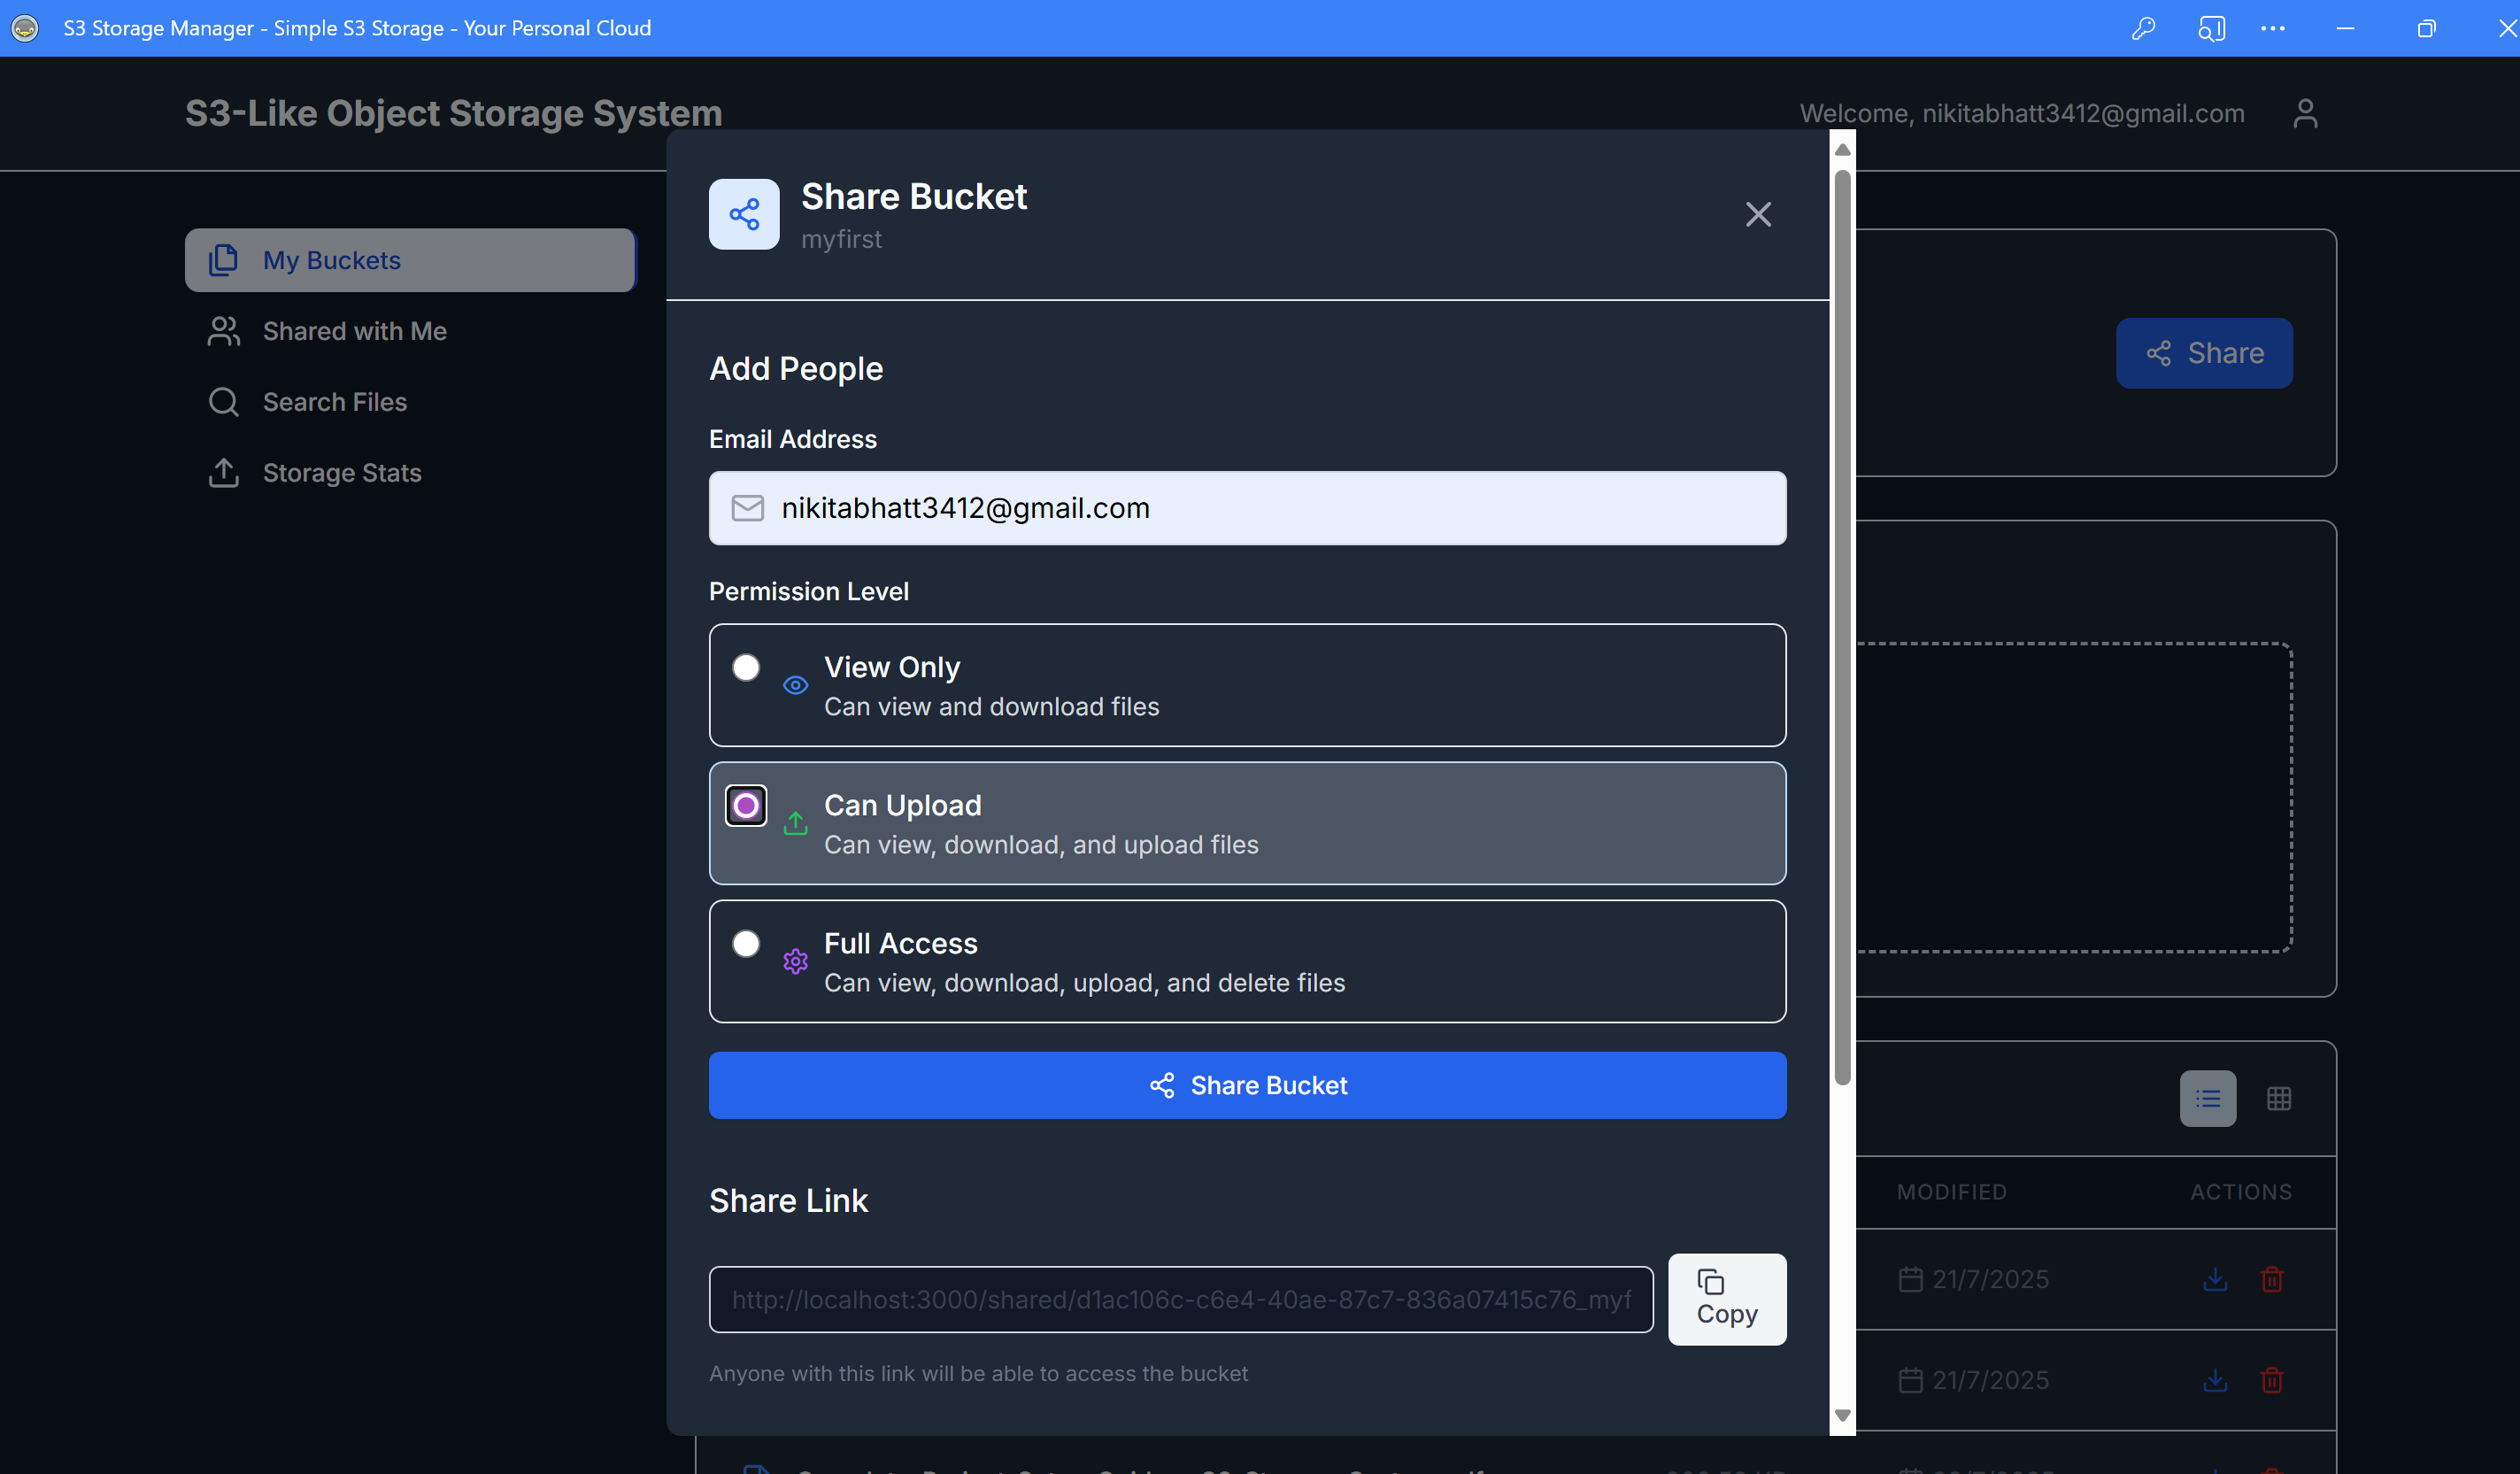 S3 Storage Manager - Simple S3 Storage - Your Personal Cloud
S3-Like Object Storage System
Welcome, nikitabhatt3412@gmail.com
My Buckets
Shared with Me
Search Files
Storage Stats
Share
Share Bucket
myfirst
Add People
Email Address
nikitabhatt3412@gmail.com
Permission Level
View Only
Can view and download files
Can Upload
Can view, download, and upload files
Full Access
Can view, download, upload, and delete files
Share Bucket
Share Link
http://localhost:3000/shared/d1ac106c-c6e4-40ae-87c7-836a07415c76_myf
Copy
Anyone with this link will be able to access the bucket
MODIFIED ACTIONS
21/7/2025
21/7/2025